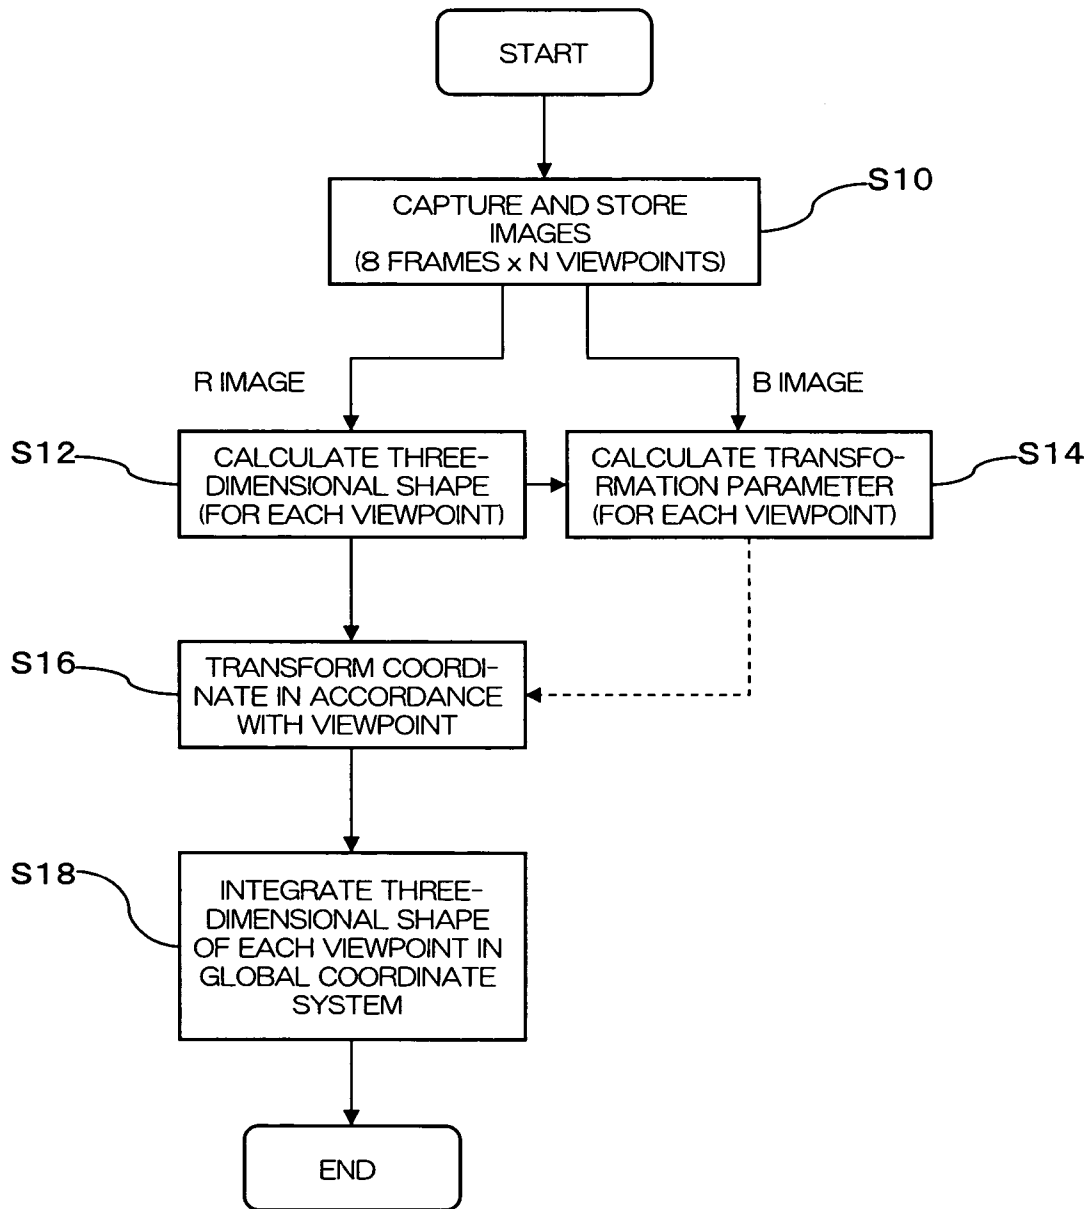 START
S10
CAPTURE AND STORE
IMAGES
(8 FRAMES x N VIEWPOINTS)
R IMAGE
B IMAGE
S12
CALCULATE THREE-
DIMENSIONAL SHAPE
(FOR EACH VIEWPOINT)
CALCULATE TRANSFO-
RMATION PARAMETER
(FOR EACH VIEWPOINT)
S14
S16
TRANSFORM COORDI-
NATE IN ACCORDANCE
WITH VIEWPOINT
S18
INTEGRATE THREE-
DIMENSIONAL SHAPE
OF EACH VIEWPOINT IN
GLOBAL COORDINATE
SYSTEM
END